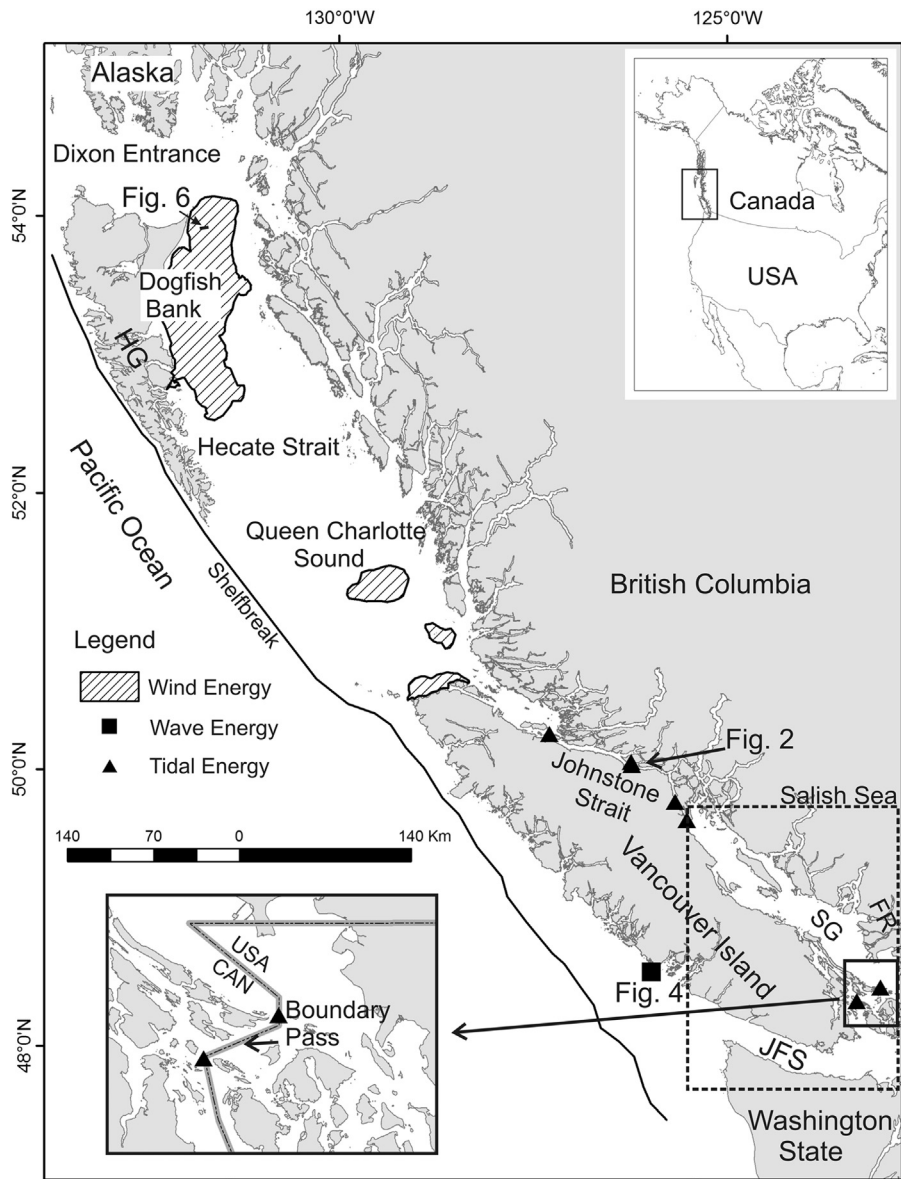 130°0'W
125°0'W
Alaska
Dixon Entrance
Fig. 6
54°0'N
Canada
USA
Dogfish
Bank
HG
Hecate Strait
52°0'N
Pacific Ocean
Queen Charlotte
Sound
Shelfbreak
British Columbia
Legend
Wind Energy
Wave Energy
Tidal Energy
Fig. 2
50°0'N
Johnstone
Strait
Salish Sea
140
70
0
140 Km
Vancouver Island
SG
FR
USA
CAN
Boundary
Pass
Fig. 4
48°0'N
JFS
Washington
State